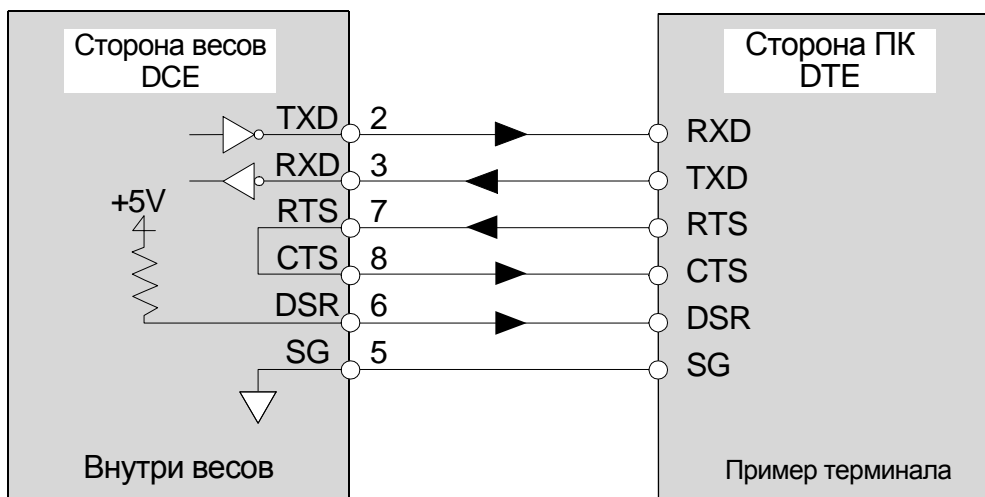 Сторона весов
DCE
Сторона ПК
DTE
TXD 2 RXD
RXD 3 TXD
+5V
RTS 7 RTS
CTS 8 CTS
DSR 6 DSR
SG 5 SG
Внутри весов
Пример терминала